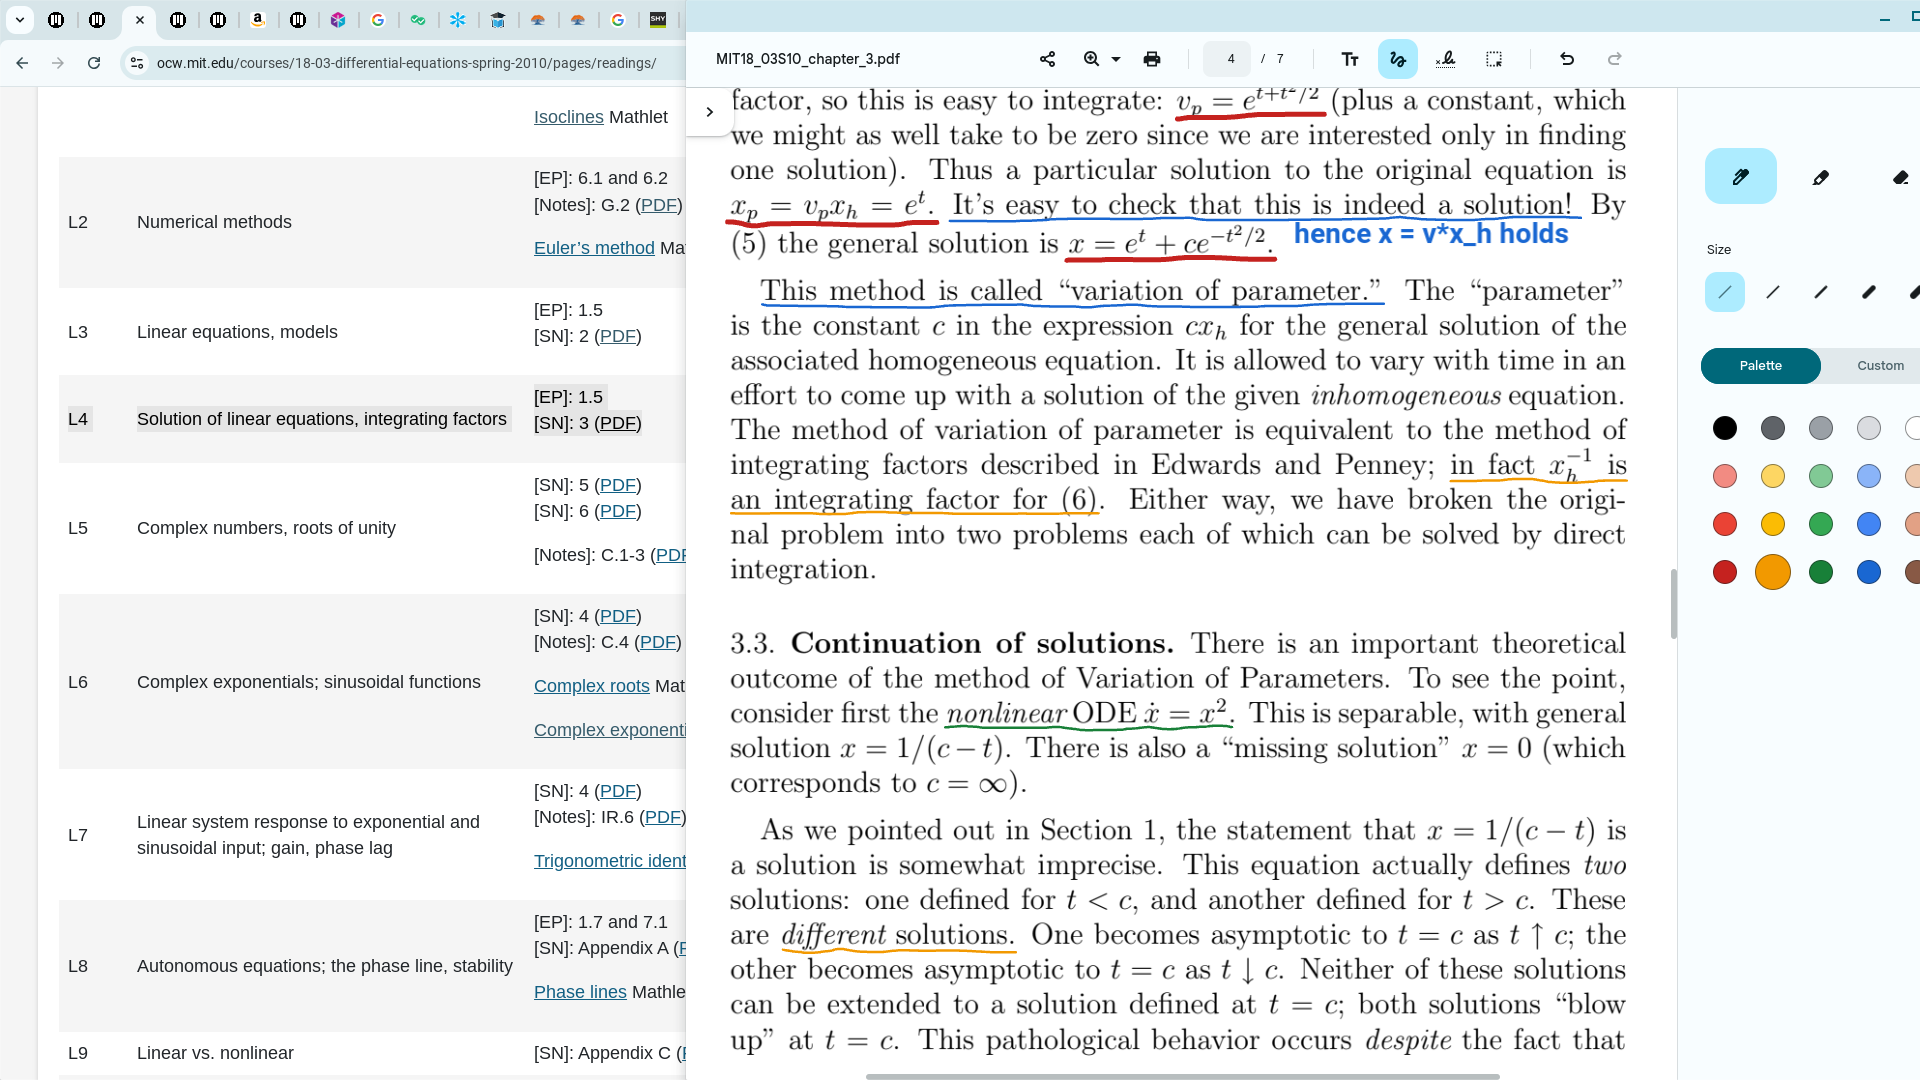 SHY
ocw.mit.edu/courses/18-03-differential-equations-spring-2010/pages/readings/
Isoclines Mathlet
L2 Numerical methods
[EP]: 6.1 and 6.2
[Notes]: G.2 (PDF)
Euler's method
L3 Linear equations, models
[EP]: 1.5
[SN]: 2 (PDF)
L4 Solution of linear equations, integrating factors
[EP]: 1.5
[SN]: 3 (PDF)
L5 Complex numbers, roots of unity
[SN]: 5 (PDF)
[SN]: 6 (PDF)
[Notes]: C.1-3 (PDF
L6 Complex exponentials; sinusoidal functions
[SN]: 4 (PDF)
[Notes]: C.4 (PDF)
Complex roots Mat
Complex exponenti
L7 Linear system response to exponential and
sinusoidal input; gain, phase lag
[SN]: 4 (PDF)
[Notes]: IR.6 (PDF)
Trigonometric ident
L8 Autonomous equations; the phase line, stability
[EP]: 1.7 and 7.1
[SN]: Appendix A (
Phase lines Mathle
L9 Linear vs. nonlinear
[SN]: Appendix C (
MIT18_03S10_chapter_3.pdf
4 / 7
factor, so this is easy to integrate: v_p = e^{t+t²/2} (plus a constant, which
we might as well take to be zero since we are interested only in finding
one solution). Thus a particular solution to the original equation is
x_p = v_p x_h = e^t. It's easy to check that this is indeed a solution! By
(5) the general solution is x = e^t + ce^{−t²/2}. hence x = v*x_h holds
This method is called “variation of parameter.” The “parameter”
is the constant c in the expression cx_h for the general solution of the
associated homogeneous equation. It is allowed to vary with time in an
effort to come up with a solution of the given inhomogeneous equation.
The method of variation of parameter is equivalent to the method of
integrating factors described in Edwards and Penney; in fact x_h^{−1} is
an integrating factor for (6). Either way, we have broken the origi-
nal problem into two problems each of which can be solved by direct
integration.
3.3. Continuation of solutions. There is an important theoretical
outcome of the method of Variation of Parameters. To see the point,
consider first the nonlinear ODE ẋ = x². This is separable, with general
solution x = 1/(c − t). There is also a “missing solution” x = 0 (which
corresponds to c = ∞).
As we pointed out in Section 1, the statement that x = 1/(c − t) is
a solution is somewhat imprecise. This equation actually defines two
solutions: one defined for t < c, and another defined for t > c. These
are different solutions. One becomes asymptotic to t = c as t ↑ c; the
other becomes asymptotic to t = c as t ↓ c. Neither of these solutions
can be extended to a solution defined at t = c; both solutions “blow
up” at t = c. This pathological behavior occurs despite the fact that
Size
Palette Custom